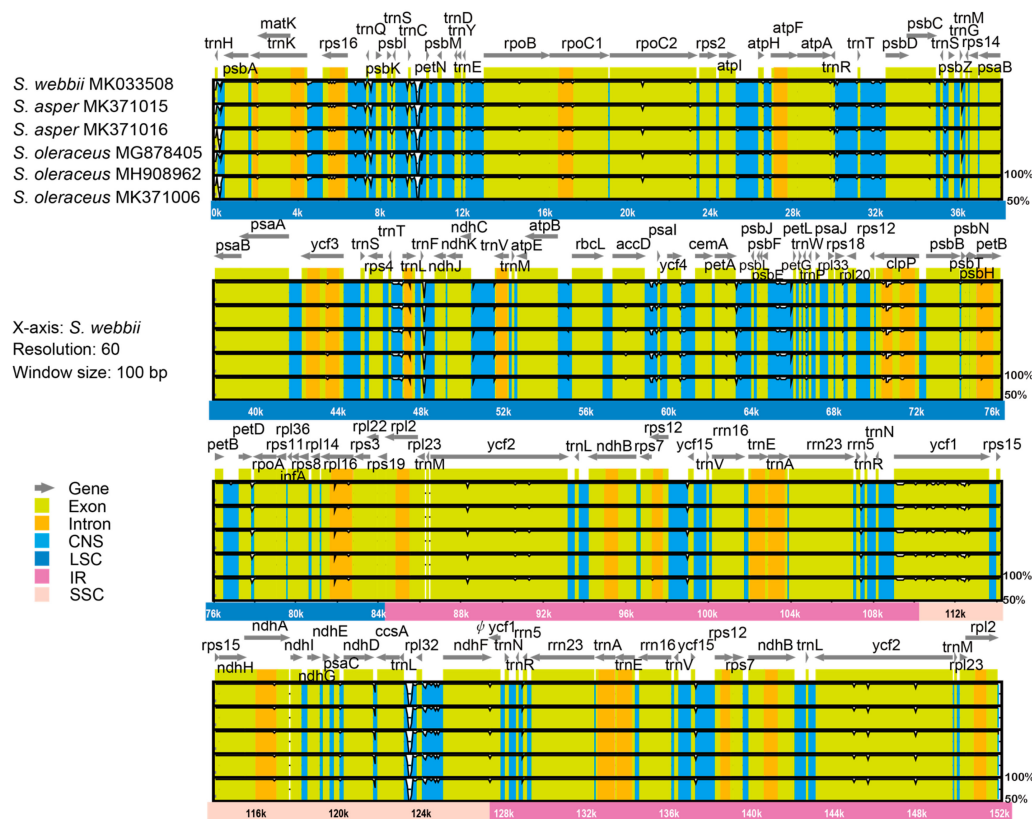 matK trnS trnD atpF psbC trnM
trnQ trnC trnY trnG
trnH trnK rps16 psbI psbM rpoB rpoC1 rpoC2 rps2 atpH atpA trnT psbD trnS rps14
psbA psbK petN trnE atpI trnR psbZ psaB
S. webbii MK033508
S. asper MK371015
S. asper MK371016
S. oleraceus MG878405
S. oleraceus MH908962
S. oleraceus MK371006
100%
50%
0k 4k 8k 12k 16k 20k 24k 28k 32k 36k
psaA trnT ndhC atpB psaI psbJ petL psaJ rps12 psbN
psaB ycf3 trnS trnF ndhK trnV atpE rbcL accD cemA psbF trnW rps18 psbB petB
rps4 trnL ndhJ trnM ycf4 petA psbL psbE petG trnP rpl33 rpl20 clpP psbT psbH
X-axis: S. webbii
Resolution: 60
Window size: 100 bp
100%
50%
40k 44k 48k 52k 56k 60k 64k 68k 72k 76k
petD rpl36 rpl22 rpl2 rps12 rrn16 trnN
petB rps11 rpl14 rps3 rpl23 ycf2 trnL ndhB rps7 ycf15 trnE rrn23 rrn5 ycf1 rps15
rpoA infA rps8 rpl16 rps19 trnM trnV trnA trnR
Gene
Exon
Intron
CNS
LSC
IR
SSC
100%
50%
76k 80k 84k 88k 92k 96k 100k 104k 108k 112k
ndhA ndhE ccsA ψ ycf1 rrn5 rpl2
rps15 ndhI ndhD rpl32 ndhF trnN rrn23 trnA rrn16 ycf15 rps12 ndhB trnL ycf2 trnM
ndhH ndhG psaC trnL trnR trnE trnV rps7 rpl23
100%
50%
116k 120k 124k 128k 132k 136k 140k 144k 148k 152k